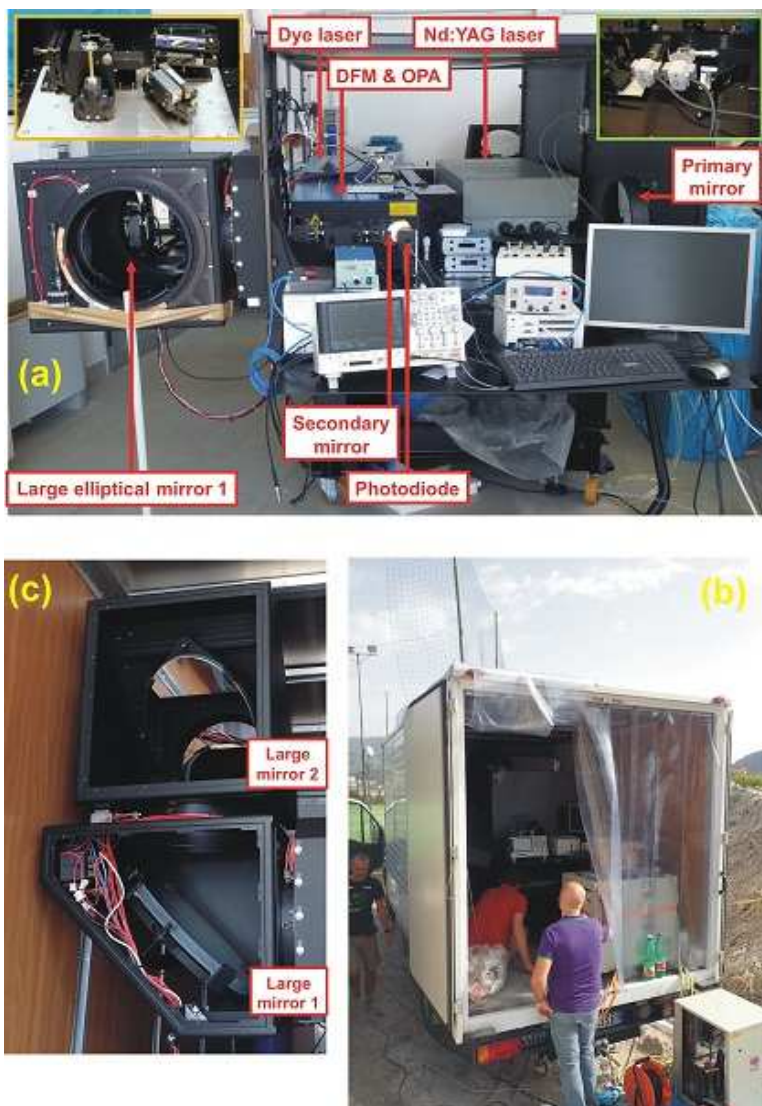 Dye laser
Nd:YAG laser
DFM & OPA
Primary
mirror
(a)
Secondary
mirror
Large elliptical mirror 1
Photodiode
(c)
(b)
Large
mirror 2
Large
mirror 1